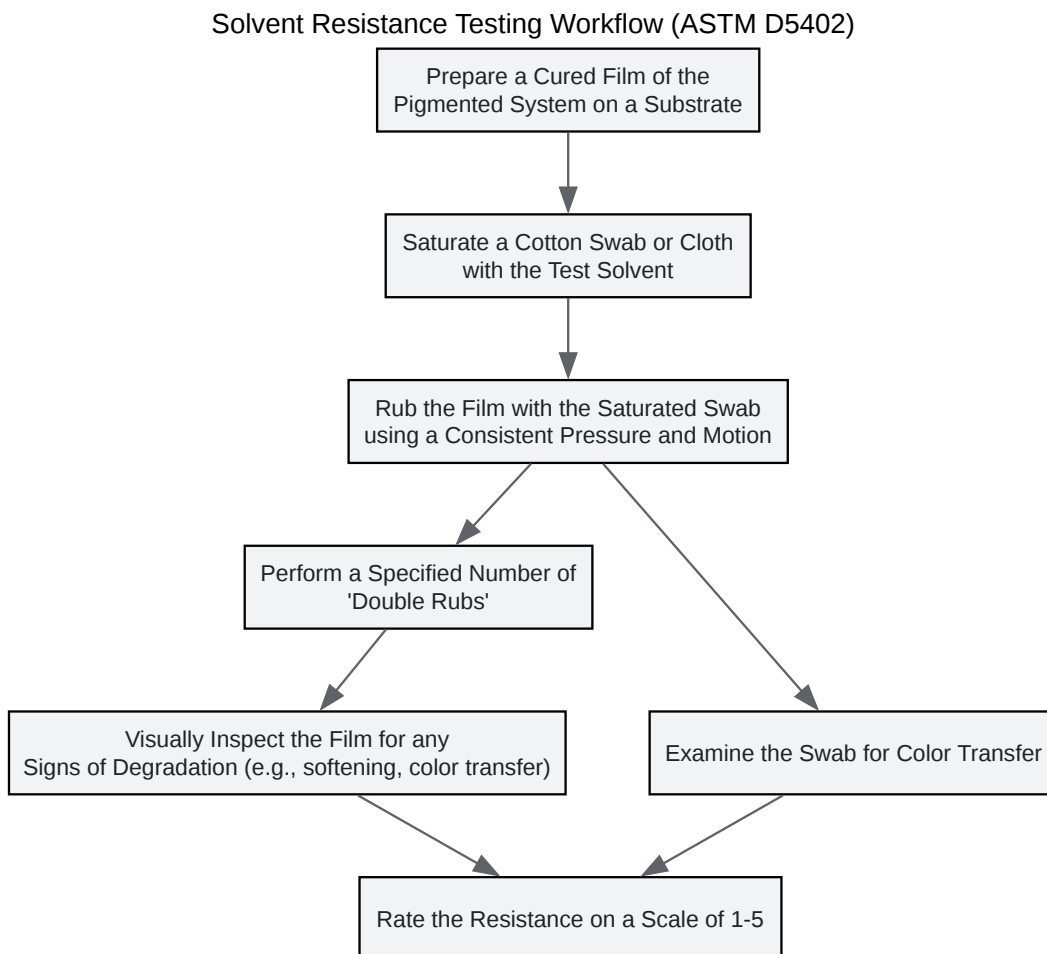 Solvent Resistance Testing Workflow (ASTM D5402)
Prepare a Cured Film of the
Pigmented System on a Substrate
Saturate a Cotton Swab or Cloth
with the Test Solvent
Rub the Film with the Saturated Swab
using a Consistent Pressure and Motion
Perform a Specified Number of
'Double Rubs'
Visually Inspect the Film for any
Signs of Degradation (e.g., softening, color transfer)
Examine the Swab for Color Transfer
Rate the Resistance on a Scale of 1-5